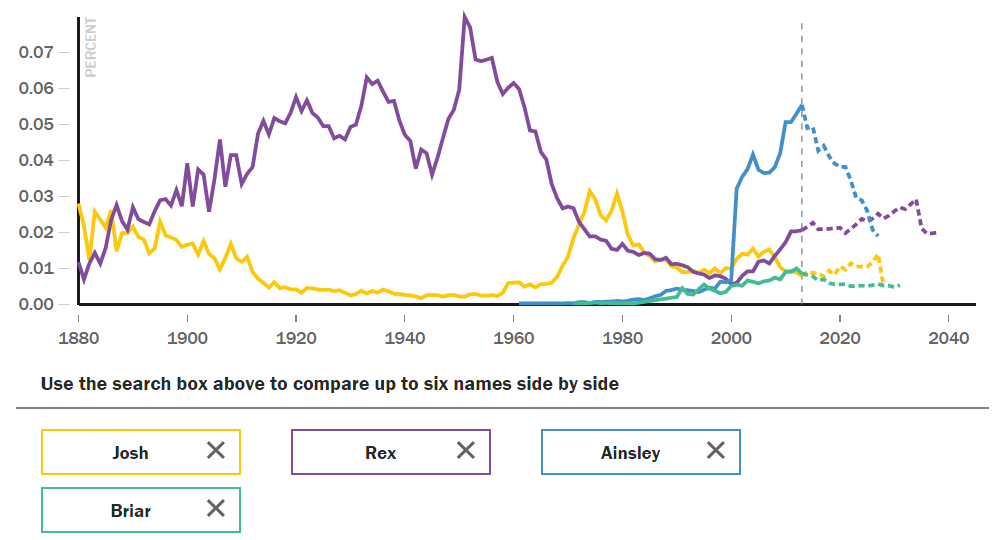 PERCENT
0.07
0.06
0.05
0.04
0.03
0.02
0.01
0.00
1880 1900 1920 1940 1960 1980 2000 2020 2040
Use the search box above to compare up to six names side by side
Josh ✕ Rex ✕ Ainsley ✕
Briar ✕